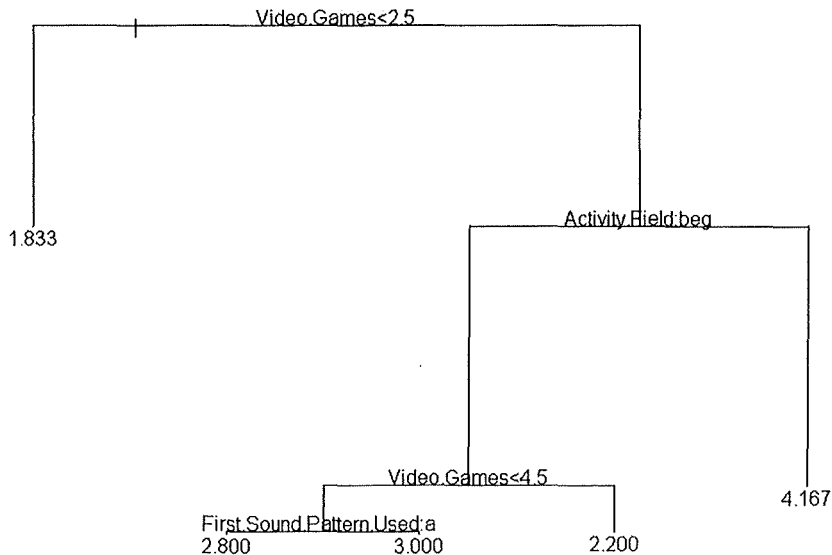 Video.Games<2.5
1.833
Activity.Field:beg
Video.Games<4.5
4.167
First.Sound.Pattern.Used:a
2.800
3.000
2.200